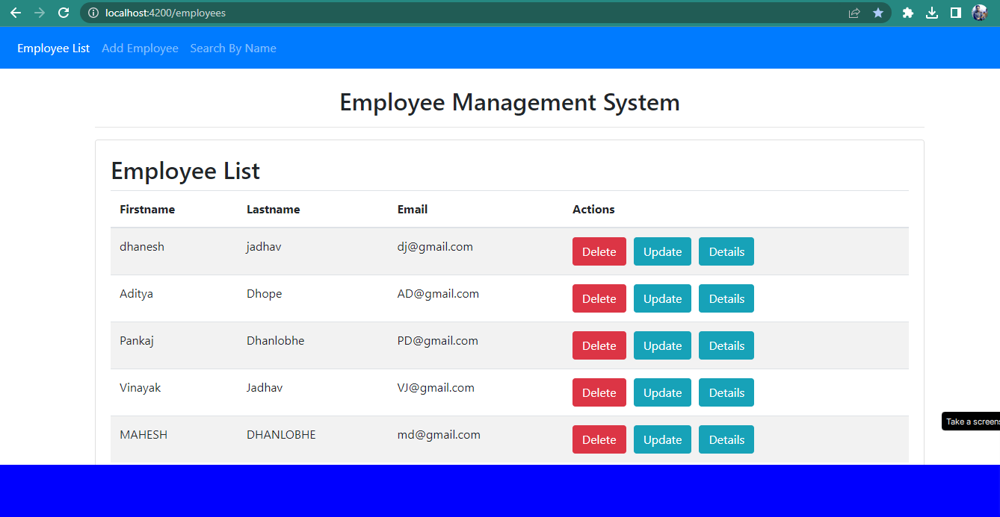 localhost:4200/employees
Employee List Add Employee Search By Name
Employee Management System
Employee List
Firstname Lastname Email Actions
dhanesh jadhav dj@gmail.com Delete Update Details
Aditya Dhope AD@gmail.com Delete Update Details
Pankaj Dhanlobhe PD@gmail.com Delete Update Details
Vinayak Jadhav VJ@gmail.com Delete Update Details
Take a screens
MAHESH DHANLOBHE md@gmail.com Delete Update Details